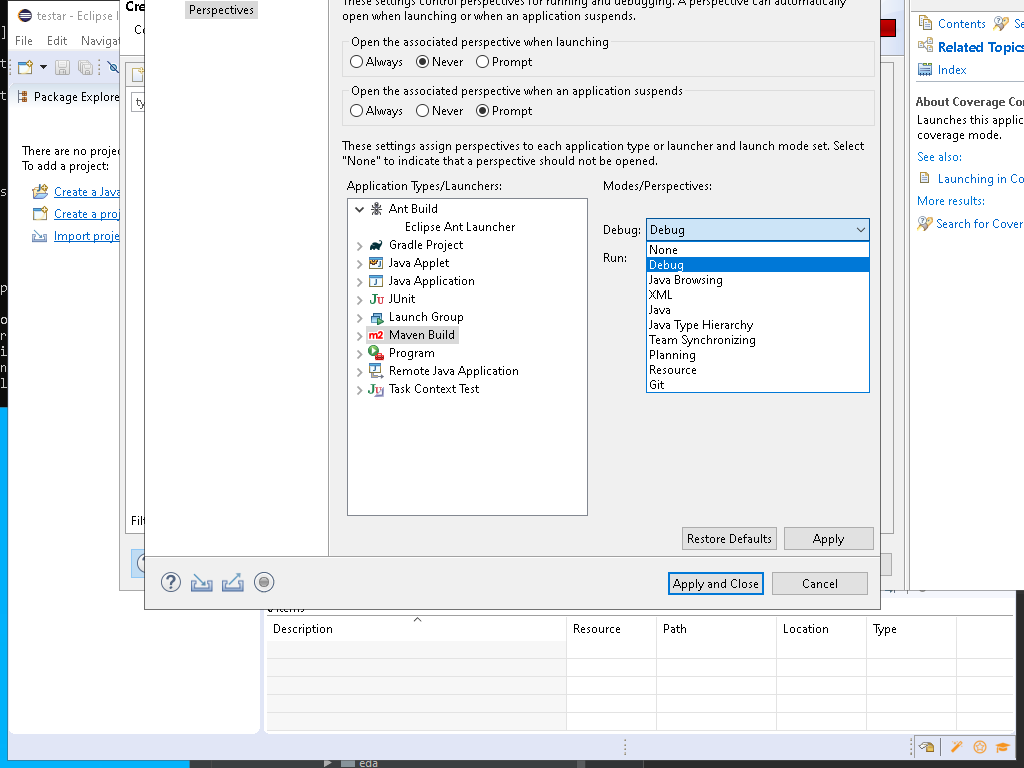 testar - Eclipse I
Cre
File Edit Navigat
Package Explore
There are no projec
To add a project:
Create a Java
Create a proj
Import proje
ty
Filt
Perspectives
These settings control perspectives for running and debugging. A perspective can automatically
open when launching or when an application suspends.
Open the associated perspective when launching
Always Never Prompt
Open the associated perspective when an application suspends
Always Never Prompt
These settings assign perspectives to each application type or launcher and launch mode set. Select
"None" to indicate that a perspective should not be opened.
Application Types/Launchers: Modes/Perspectives:
Ant Build
Eclipse Ant Launcher
Gradle Project
Java Applet
Java Application
JUnit
Launch Group
Maven Build
Program
Remote Java Application
Task Context Test
Debug: Debug
Run:
None
Debug
Java Browsing
XML
Java
Java Type Hierarchy
Team Synchronizing
Planning
Resource
Git
Restore Defaults Apply
Apply and Close Cancel
Contents Se
Related Topics
Index
About Coverage Co
Launches this applic
coverage mode.
See also:
Launching in Co
More results:
Search for Cover
Description Resource Path Location Type
eda